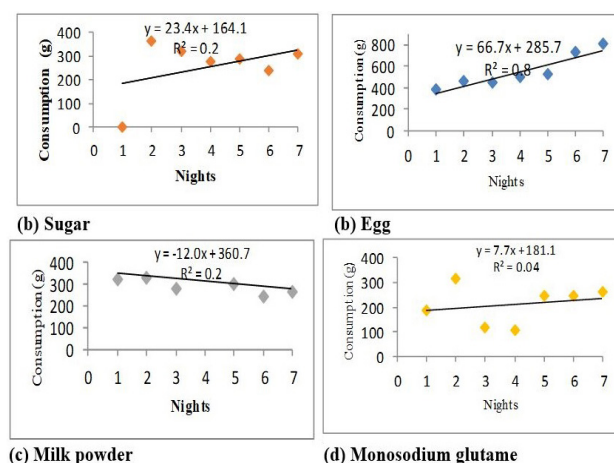 y = 23.4x + 164.1
R² = 0.2
Consumption (g)
400
300
200
100
0
0 1 2 3 4 5 6 7
Nights
(b) Sugar
y = 66.7x + 285.7
R² = 0.8
Consumption (g)
800
600
400
200
0
0 1 2 3 4 5 6 7
Nights
(b) Egg
y = -12.0x + 360.7
R² = 0.2
Consumption (g)
400
300
200
100
0
0 1 2 3 4 5 6 7
Nights
(c) Milk powder
y = 7.7x + 181.1
R² = 0.04
Consumption (g)
400
300
200
100
0
0 1 2 3 4 5 6 7
Nights
(d) Monosodium glutame